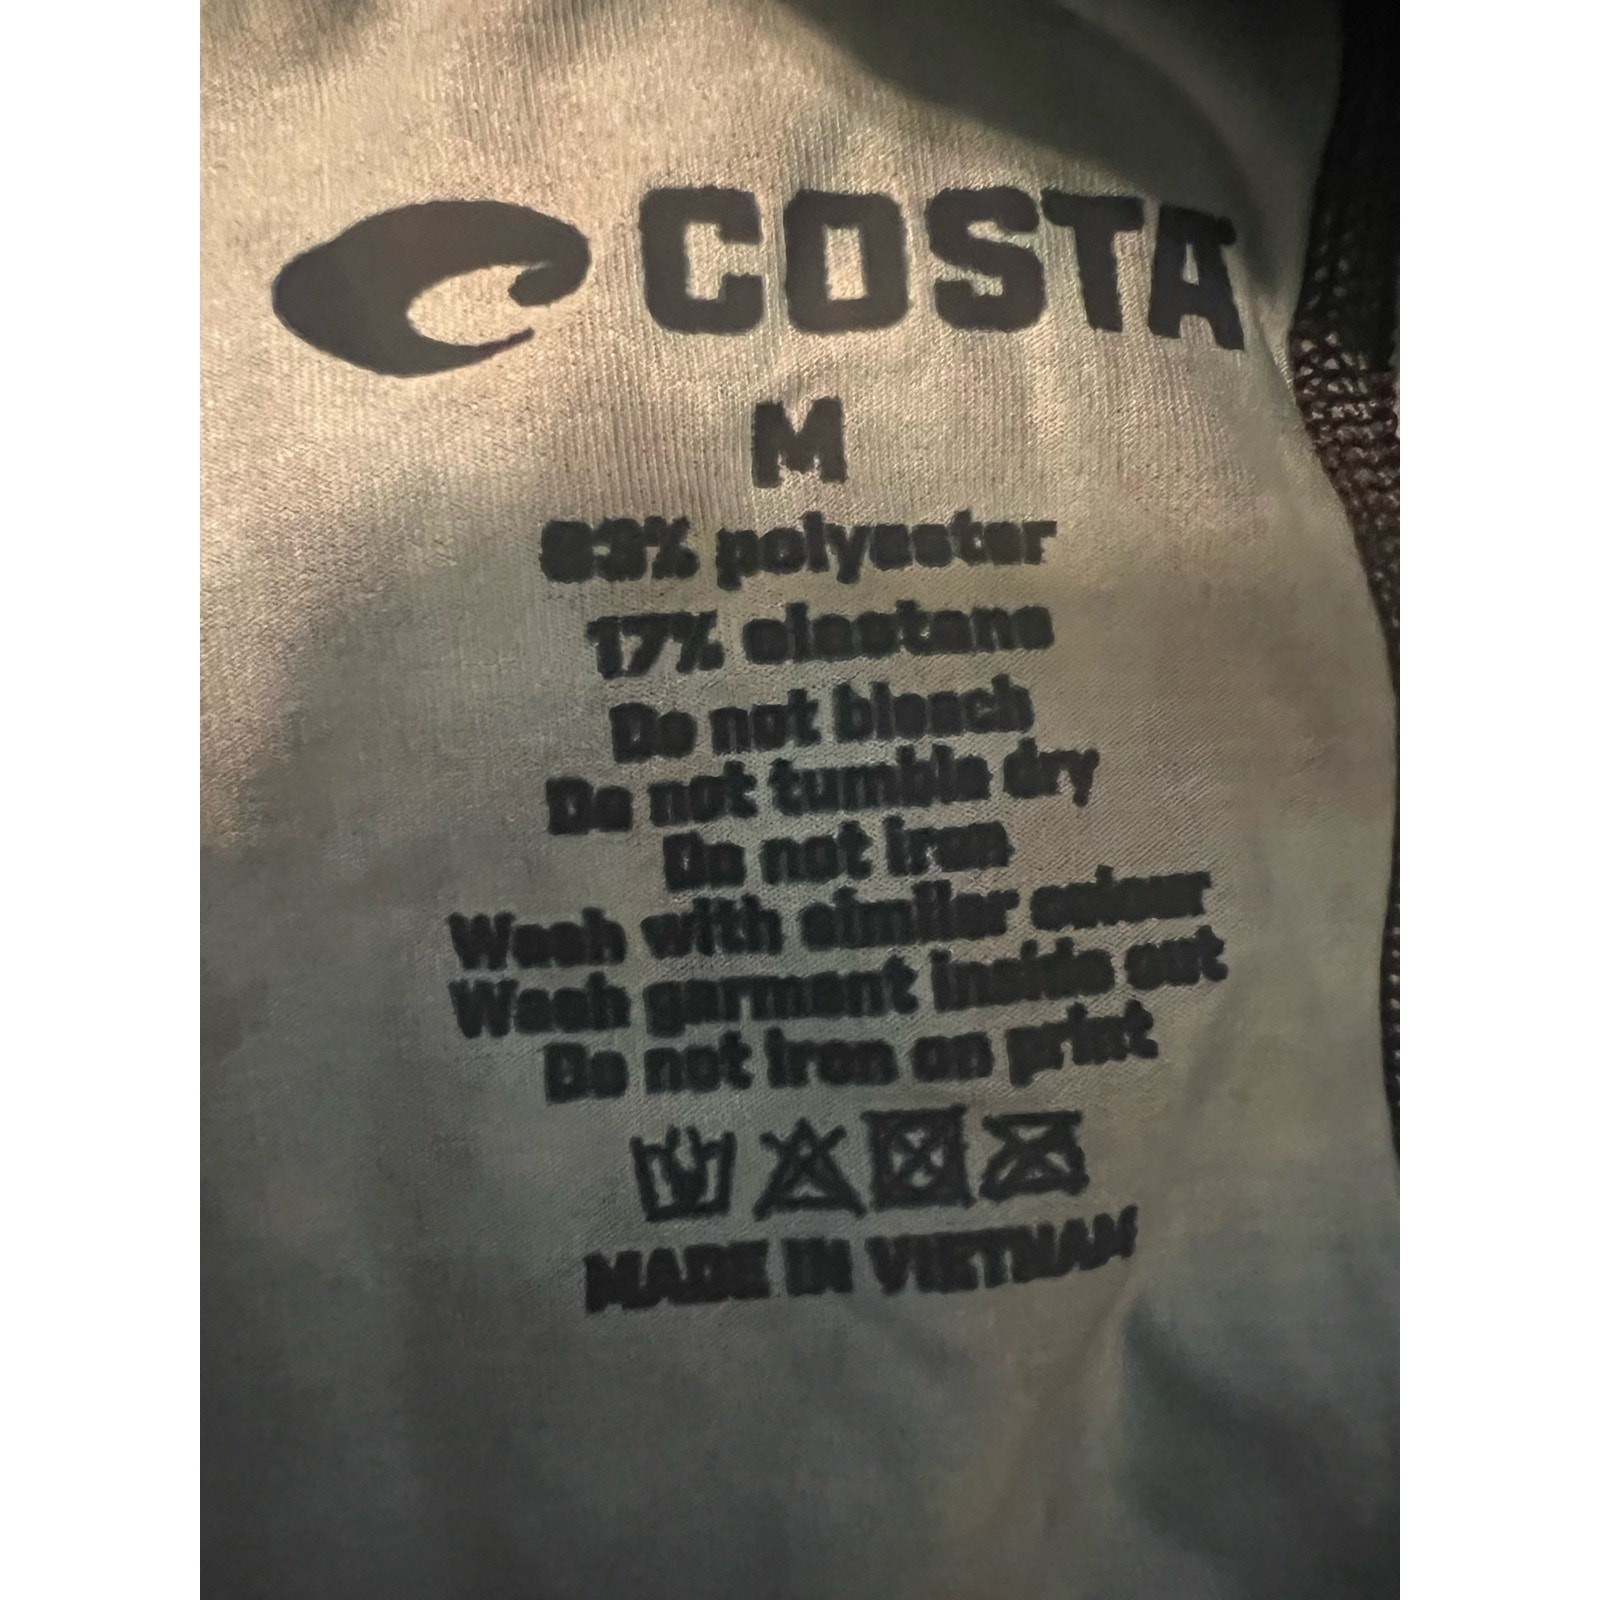 COSTA
M
83% polyester
17% elastane
Do not bleach
Do not tumble dry
Do not iron
Wash with similar colour
Wash garment inside out
Do not iron on print
MADE IN VIETNAM